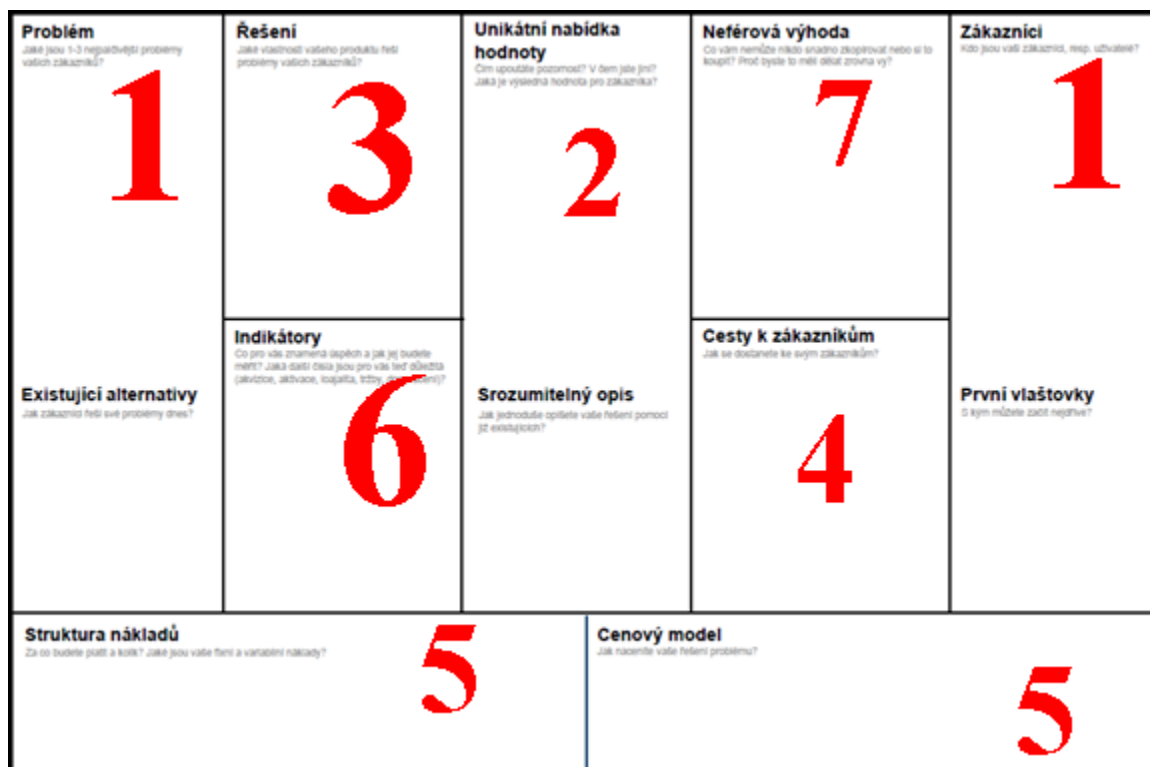 Problém
Jaké jsou 1-3 nejpalčivější problémy
vašich zákazníků?
1
Existující alternativy
Jak zákazníci řeší své problémy dnes?
Řešení
Jaké vlastnosti vašeho produktu řeší
problémy vašich zákazníků?
3
Indikátory
Co pro vás znamená úspěch a jak jej budete
měřit? Jaká další čísla jsou pro vás teď důležitá
(akvizice, aktivace, loajalita, tržby,
6
Unikátní nabídka
hodnoty
Čím upoutáte pozornost? V čem jste jiní?
Jaká je výsledná hodnota pro zákazníka?
2
Srozumitelný opis
Jak jednoduše opíšete vaše řešení pomocí
již existujících?
Neférová výhoda
Co vám nemůže nikdo snadno zkopírovat nebo si to
koupit? Proč byste to měli dělat zrovna vy?
7
Cesty k zákazníkům
Jak se dostanete ke svým zákazníkům?
4
Zákazníci
Kdo jsou vaši zákazníci, resp. uživatelé?
1
První vlaštovky
S kým můžete začít nejdříve?
Struktura nákladů
Za co budete platit a kolik? Jaké jsou vaše fixní a variabilní náklady?
5
Cenový model
Jak naceníte vaše řešení problému?
5